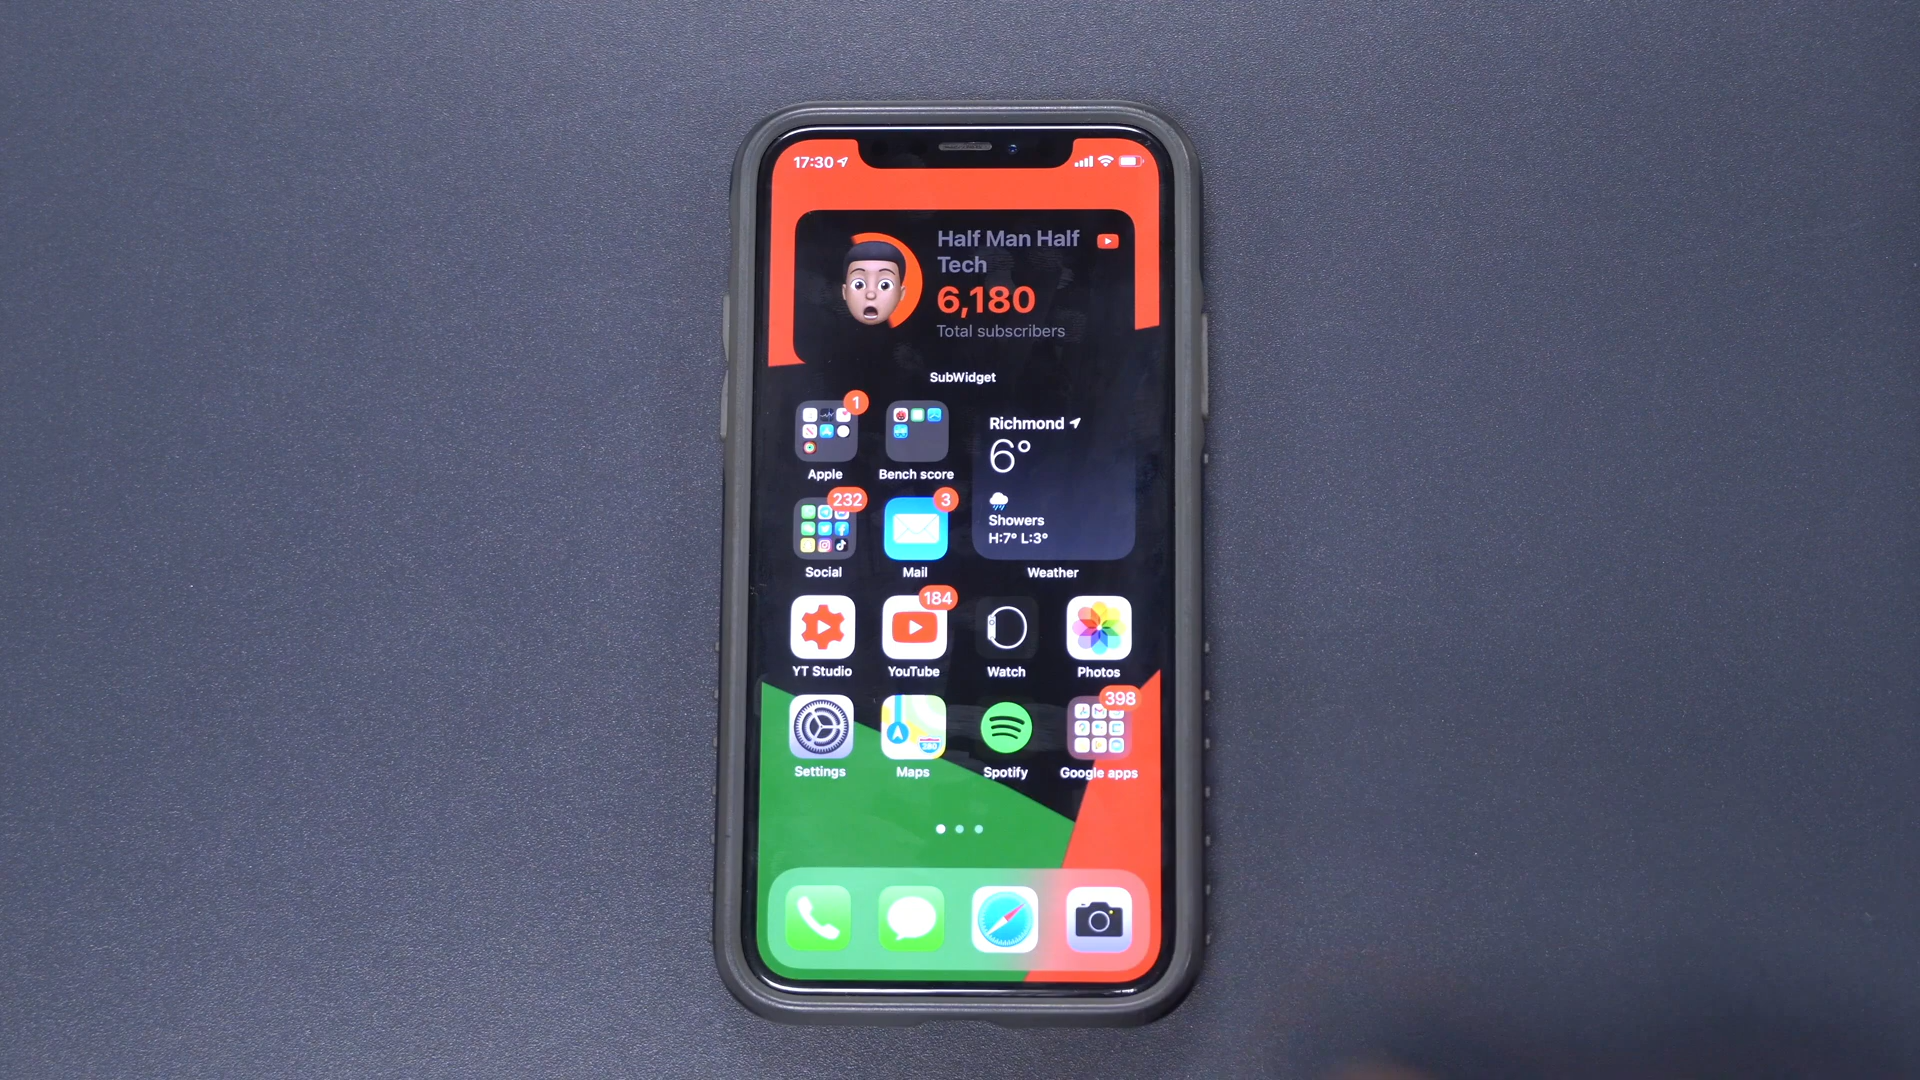 17:30
Half Man Half
Tech
6,180
Total subscribers
SubWidget
1
Apple
Bench score
Richmond
6°
Showers
H:7° L:3°
Weather
232
Social
3
Mail
YT Studio
184
YouTube
Watch
Photos
Settings
280
Maps
Spotify
398
Google apps